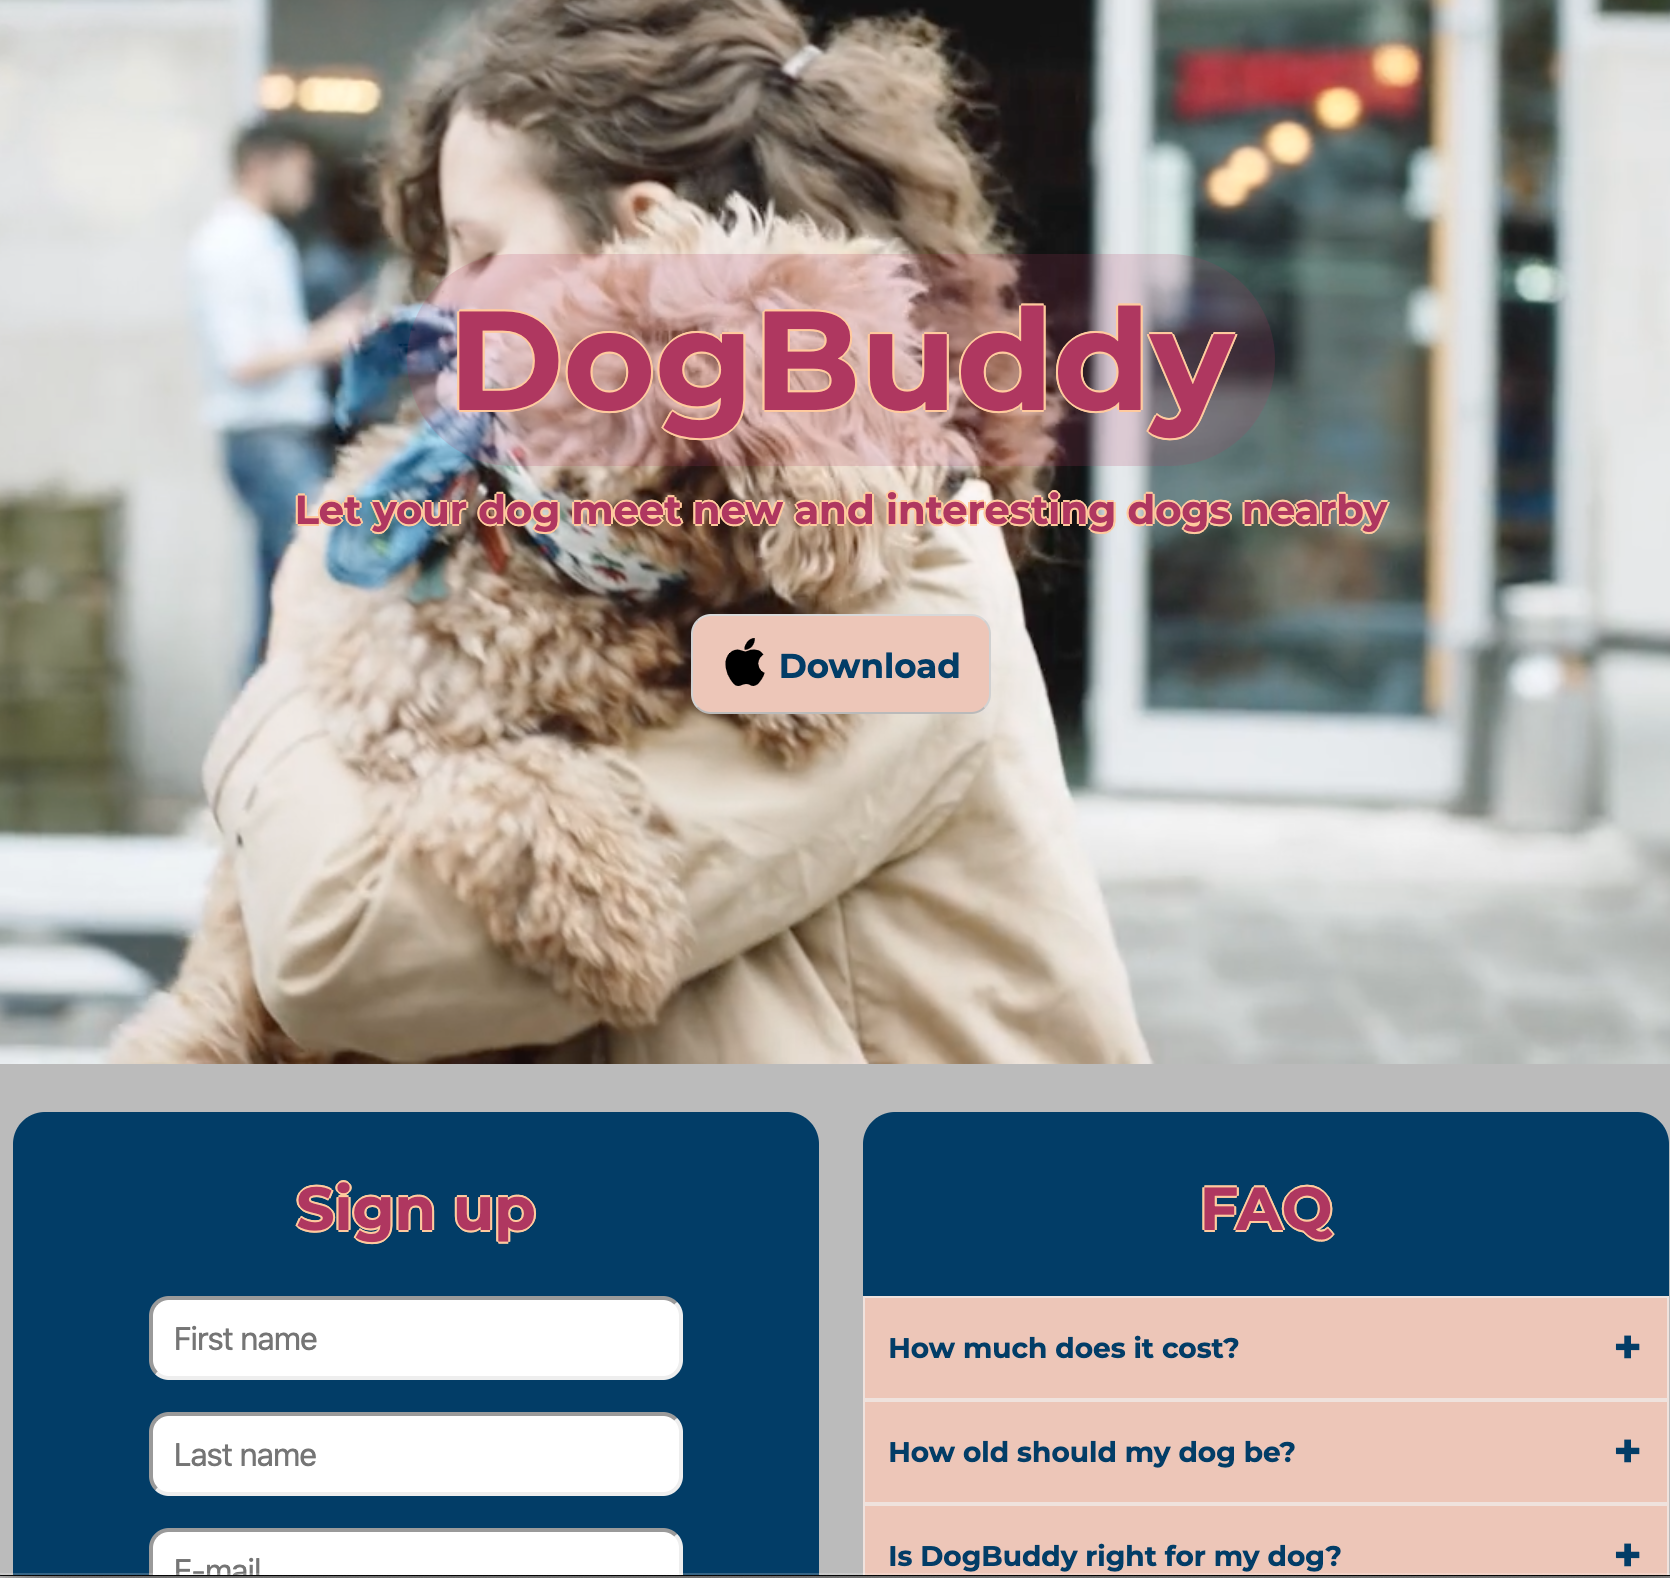 DogBuddy
Let your dog meet new and interesting dogs nearby
Download
Sign up
First name
Last name
E-mail
FAQ
How much does it cost?
+
How old should my dog be?
+
Is DogBuddy right for my dog?
+